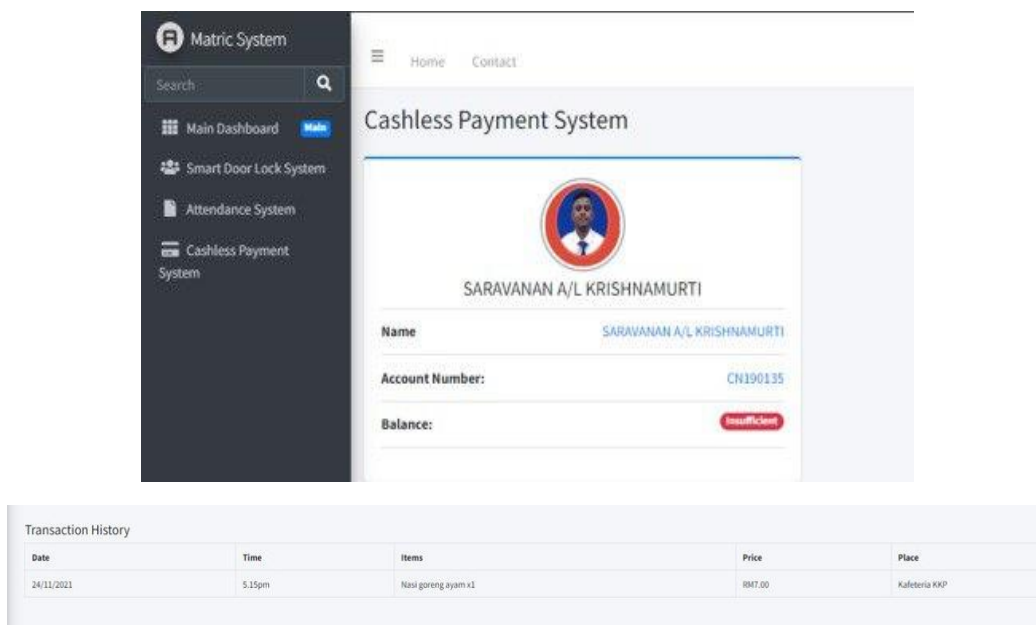 Matric System
Home Contact
Search
Main Dashboard Main
Smart Door Lock System
Attendance System
Cashless Payment
System
Cashless Payment System
SARAVANAN A/L KRISHNAMURTI
Name SARAVANAN A/L KRISHNAMURTI
Account Number: CN190135
Balance: Insufficient
Transaction History
Date Time Items Price Place
24/11/2021 5.15pm Nasi goreng ayam x1 RM7.00 Kafeteria KKP